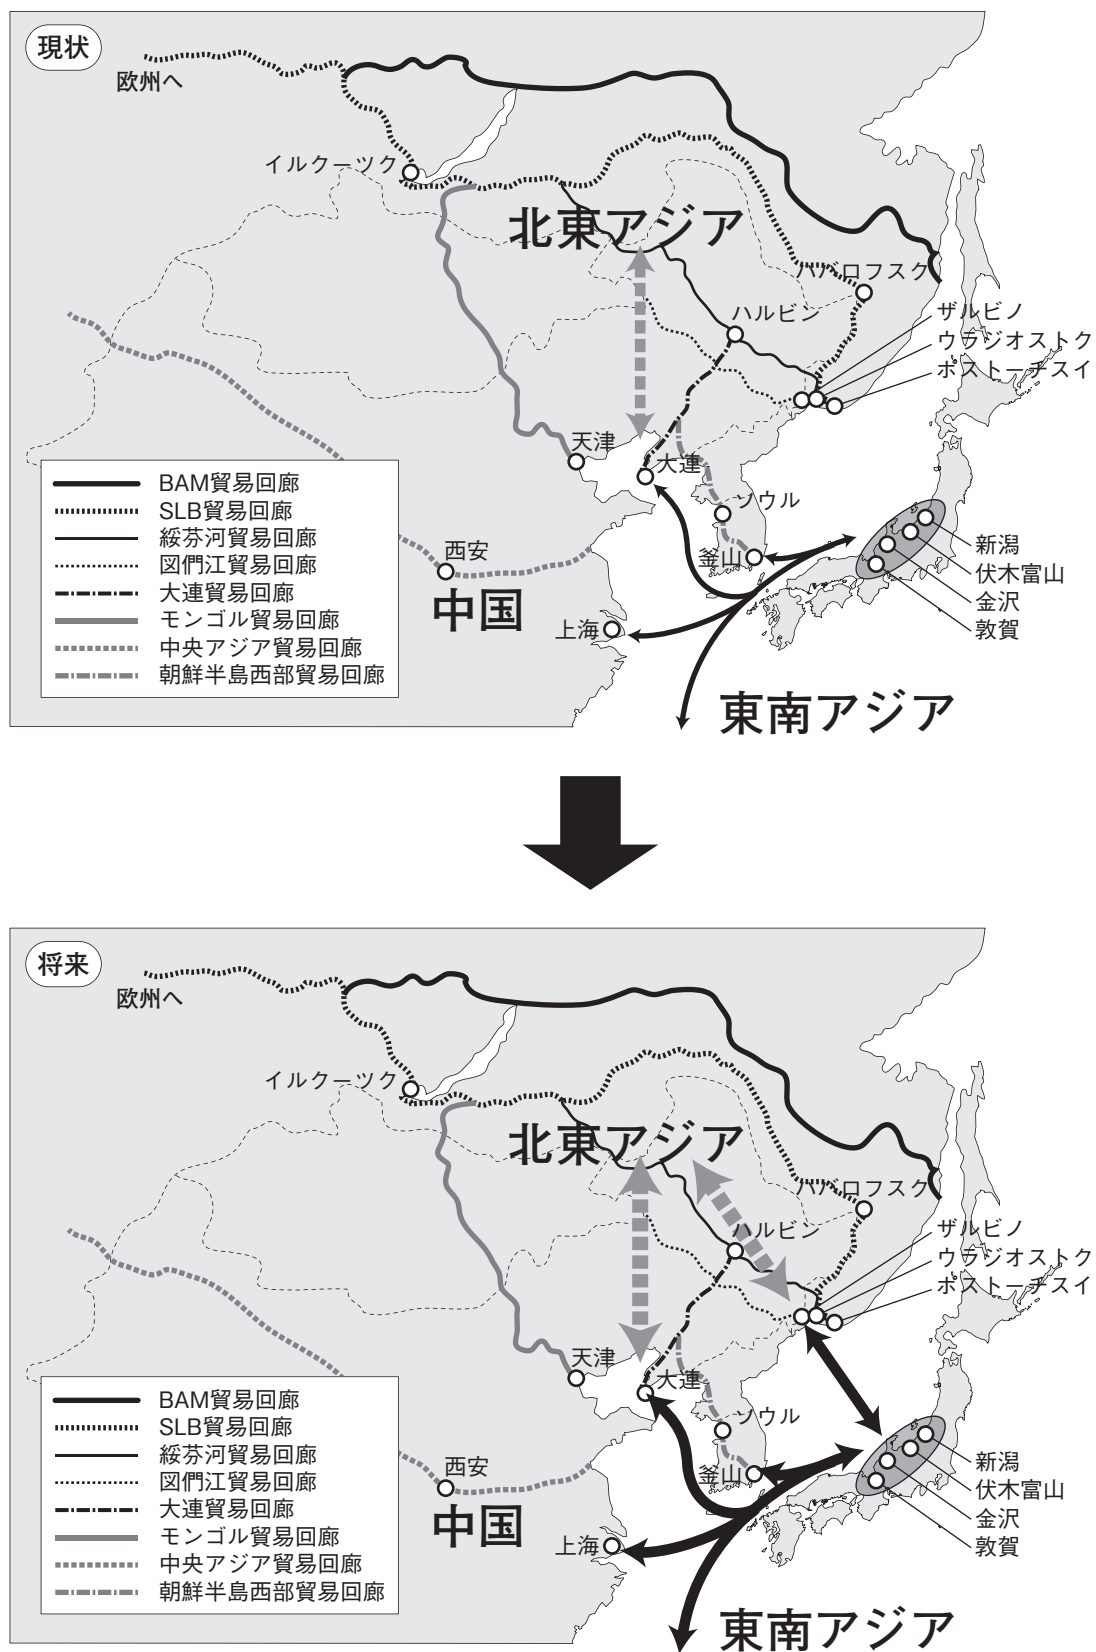 現状
欧州へ
イルクーツク
北東アジア
ハバロフスク
ハルビン
ザルビノ
ウラジオストク
ボストーチヌイ
天津
大連
ソウル
釜山
西安
中国
上海
新潟
伏木富山
金沢
敦賀
東南アジア
BAM貿易回廊
SLB貿易回廊
綏芬河貿易回廊
図們江貿易回廊
大連貿易回廊
モンゴル貿易回廊
中央アジア貿易回廊
朝鮮半島西部貿易回廊
将来
欧州へ
イルクーツク
北東アジア
ハバロフスク
ハルビン
ザルビノ
ウラジオストク
ボストーチヌイ
天津
大連
ソウル
釜山
西安
中国
上海
新潟
伏木富山
金沢
敦賀
東南アジア
BAM貿易回廊
SLB貿易回廊
綏芬河貿易回廊
図們江貿易回廊
大連貿易回廊
モンゴル貿易回廊
中央アジア貿易回廊
朝鮮半島西部貿易回廊